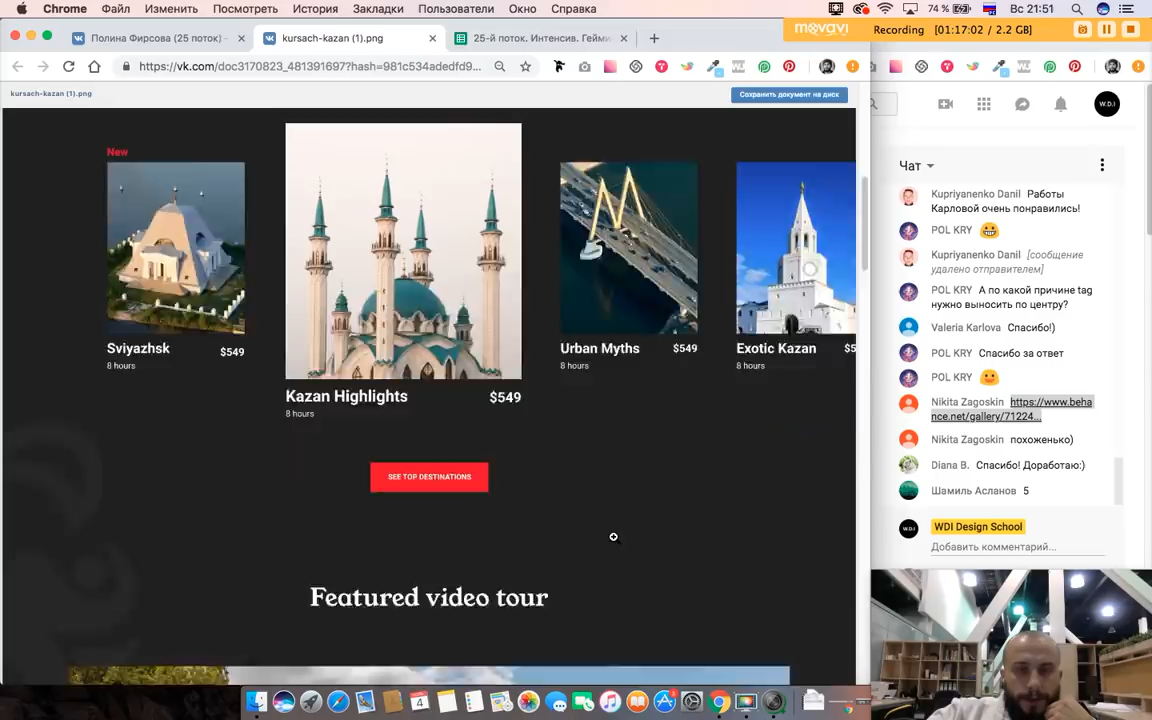 Chrome Файл Изменить Посмотреть История Закладки Пользователи Окно Справка
74 % Вс 21:51
movavi Recording [01:17:02 / 2.2 GB]
Полина Фирсова (25 поток) -
kursach-kazan (1).png
25-й поток. Интенсив. Гейми
https://vk.com/doc3170823_481391697?hash=981c534adedfd9...
kursach-kazan (1).png
Сохранить документ на диск
W.D.I
New
Sviyazhsk
$549
8 hours
Kazan Highlights
$549
8 hours
Urban Myths
$549
8 hours
Exotic Kazan
$5
8 hours
SEE TOP DESTINATIONS
Featured video tour
Чат
Kupriyanenko Danil Работы
Карловой очень понравились!
POL KRY
Kupriyanenko Danil [сообщение
удалено отправителем]
POL KRY А по какой причине tag
нужно выносить по центру?
Valeria Karlova Спасибо!)
POL KRY Спасибо за ответ
POL KRY
Nikita Zagoskin https://www.beha
nce.net/gallery/71224...
Nikita Zagoskin похоженько)
Diana B. Спасибо! Доработаю:)
Шамиль Асланов 5
W.D.I
WDI Design School
Добавить комментарий...